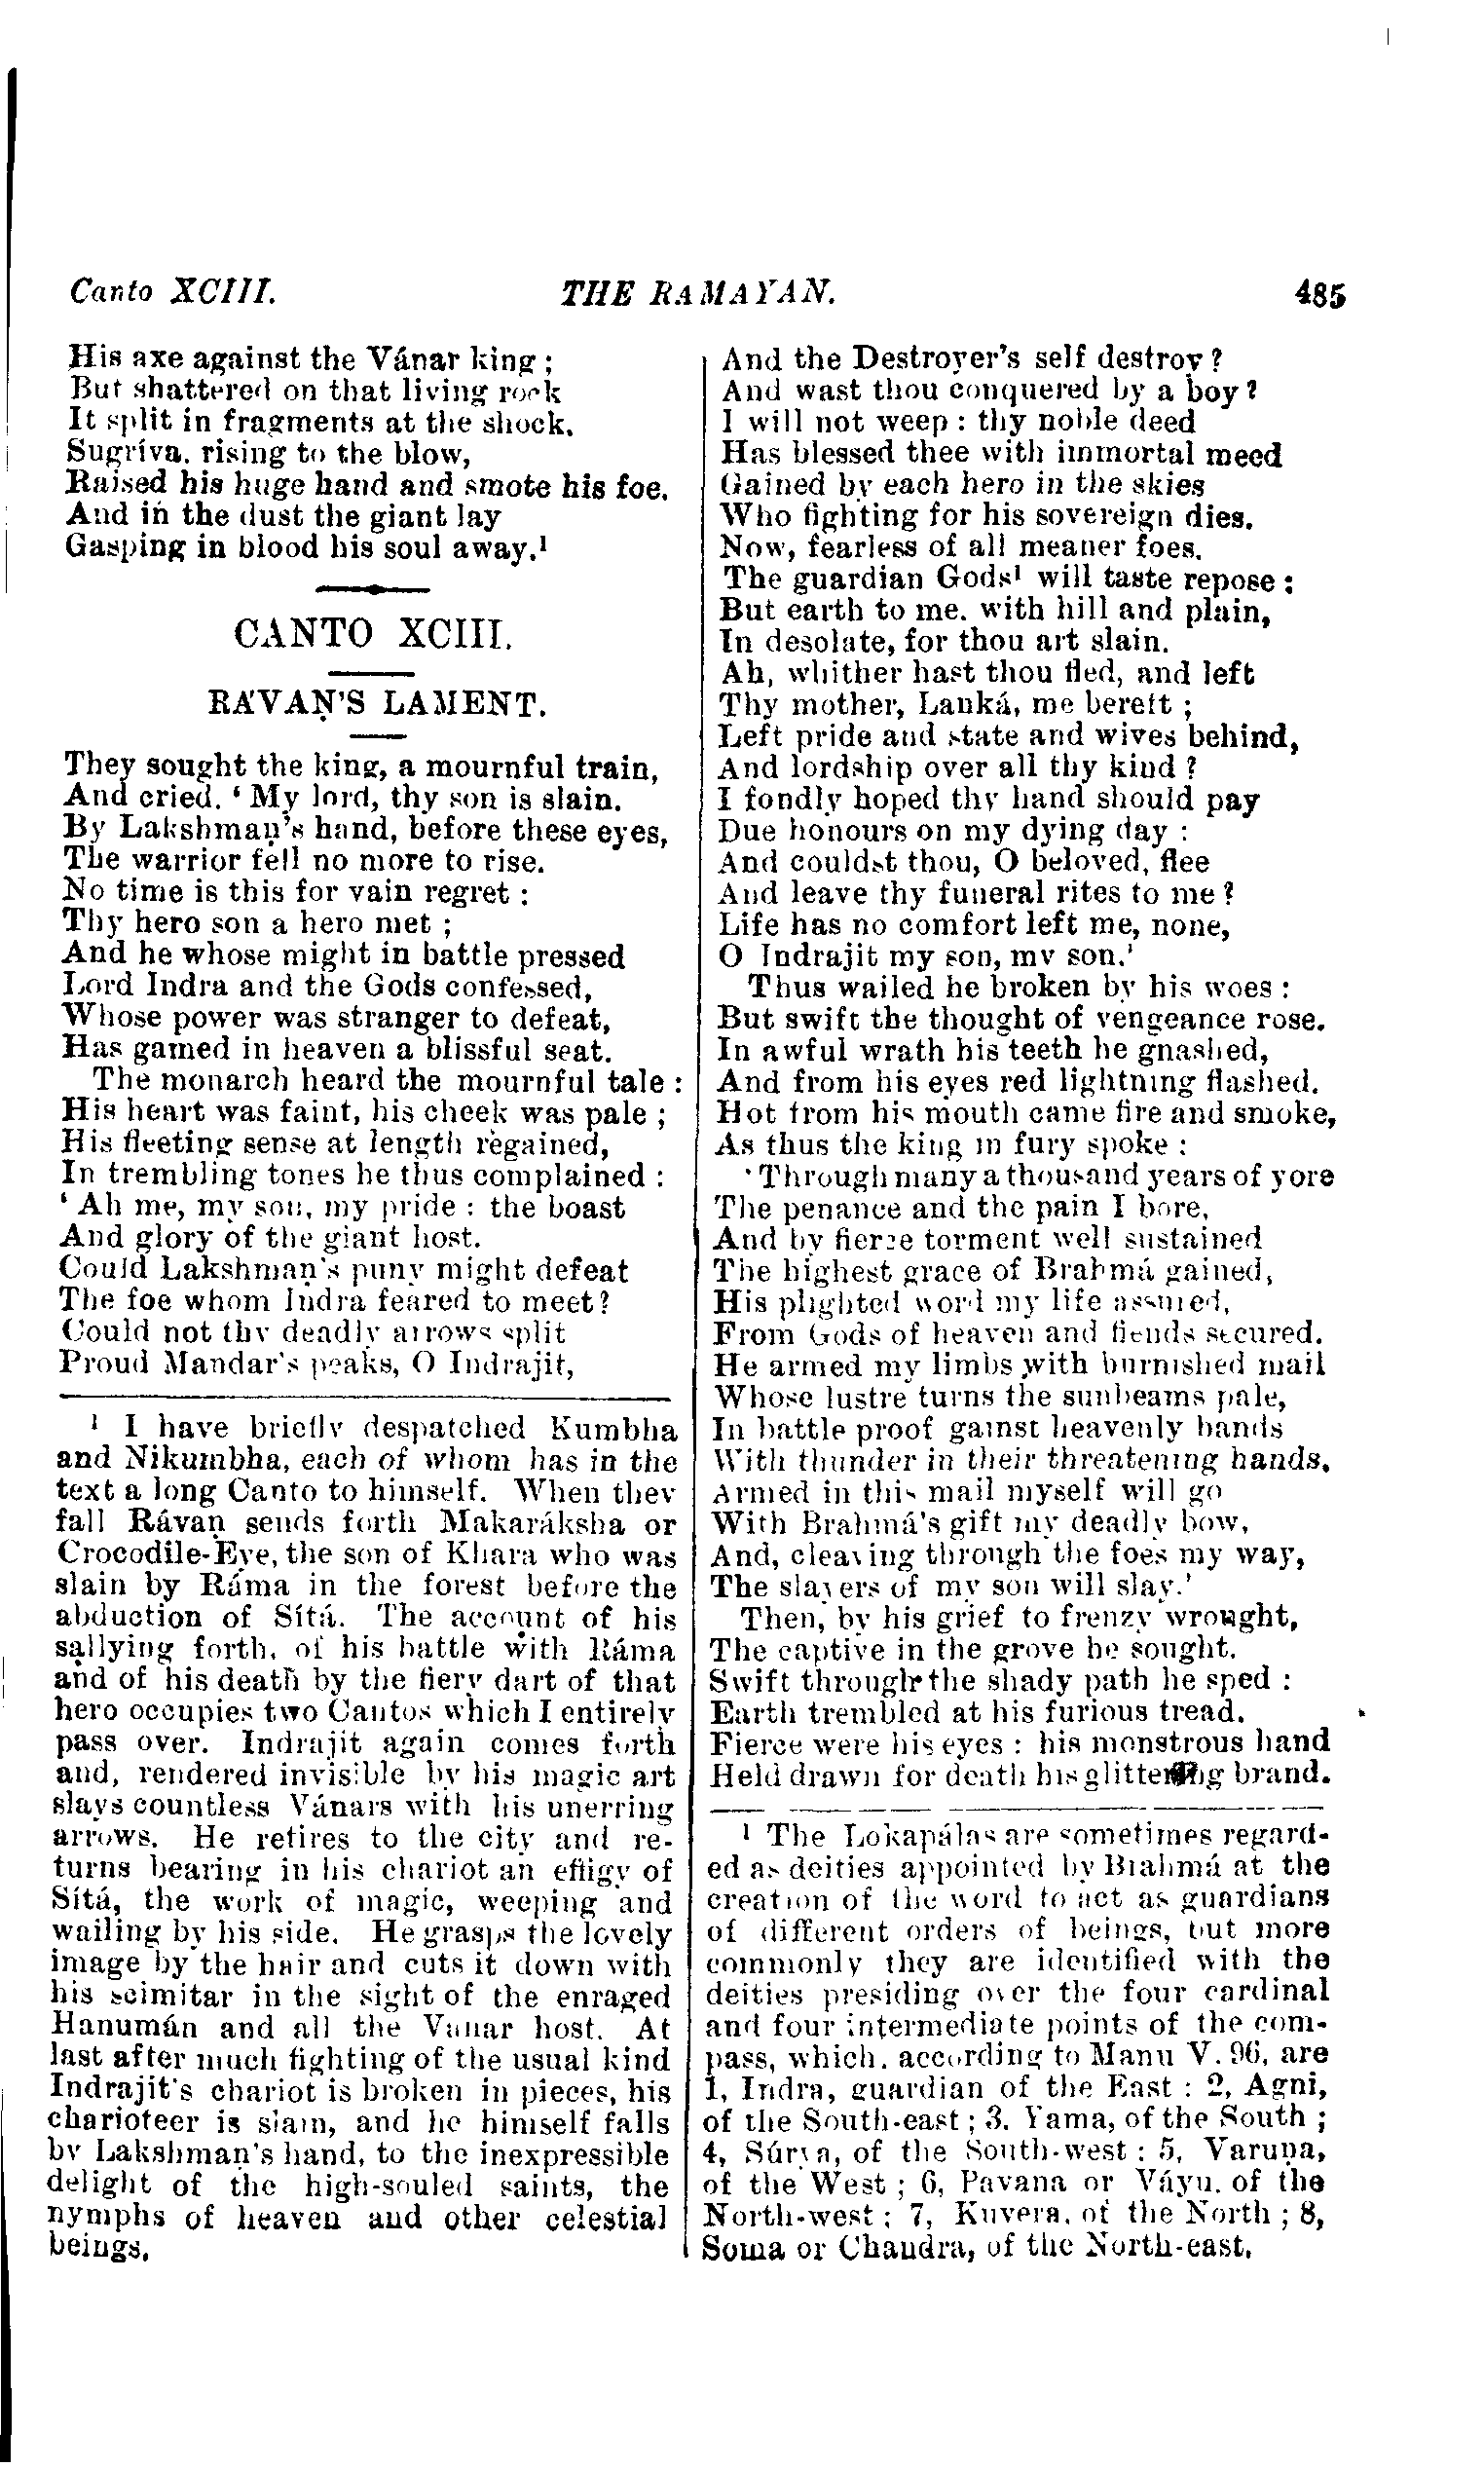 Canto XCIII.
THE RAMAYAN.
485
His axe against the Vánar king ;
But shattered on that living rock
It split in fragments at the shock.
Sugríva, rising to the blow,
Raised his huge hand and smote his foe.
And in the dust the giant lay
Gasping in blood his soul away.¹
CANTO XCIII.
RÁVAṆ'S LAMENT.
They sought the king, a mournful train,
And cried, ‘My lord, thy son is slain.
By Lakshmaṇ's hand, before these eyes,
The warrior fell no more to rise.
No time is this for vain regret :
Thy hero son a hero met ;
And he whose might in battle pressed
Lord Indra and the Gods confessed,
Whose power was stranger to defeat,
Has gained in heaven a blissful seat.
The monarch heard the mournful tale :
His heart was faint, his cheek was pale ;
His fleeting sense at length regained,
In trembling tones he thus complained :
‘Ah me, my son, my pride : the boast
And glory of the giant host.
Could Lakshmaṇ's puny might defeat
The foe whom Indra feared to meet?
Could not thy deadly arrows split
Proud Mandar's peaks, O Indrajit,
¹ I have briefly despatched Kumbha
and Nikumbha, each of whom has in the
text a long Canto to himself. When they
fall Rávaṇ sends forth Makaráksha or
Crocodile-Eye, the son of Khara who was
slain by Ráma in the forest before the
abduction of Sítá. The account of his
sallying forth, of his battle with Ráma
and of his death by the fiery dart of that
hero occupies two Cantos which I entirely
pass over. Indrajit again comes forth
and, rendered invisible by his magic art
slays countless Vánars with his unerring
arrows. He retires to the city and re-
turns bearing in his chariot an effigy of
Sítá, the work of magic, weeping and
wailing by his side. He grasps the lovely
image by the hair and cuts it down with
his scimitar in the sight of the enraged
Hanumán and all the Vánar host. At
last after much fighting of the usual kind
Indrajit's chariot is broken in pieces, his
charioteer is slain, and he himself falls
by Lakshmaṇ's hand, to the inexpressible
delight of the high-souled saints, the
nymphs of heaven and other celestial
beings.
And the Destroyer's self destroy?
And wast thou conquered by a boy?
I will not weep : thy noble deed
Has blessed thee with immortal meed
Gained by each hero in the skies
Who fighting for his sovereign dies.
Now, fearless of all meaner foes,
The guardian Gods¹ will taste repose :
But earth to me, with hill and plain,
In desolate, for thou art slain.
Ah, whither hast thou fled, and left
Thy mother, Lanká, me bereft ;
Left pride and state and wives behind,
And lordship over all thy kind?
I fondly hoped thy hand should pay
Due honours on my dying day :
And couldst thou, O beloved, flee
And leave thy funeral rites to me?
Life has no comfort left me, none,
O Indrajit my son, my son.’
Thus wailed he broken by his woes :
But swift the thought of vengeance rose.
In awful wrath his teeth he gnashed,
And from his eyes red lightning flashed.
Hot from his mouth came fire and smoke,
As thus the king in fury spoke :
‘Through many a thousand years of yore
The penance and the pain I bore,
And by fierce torment well sustained
The highest grace of Brahmá gained,
His plighted word my life assured,
From Gods of heaven and fiends secured.
He armed my limbs with burnished mail
Whose lustre turns the sunbeams pale,
In battle proof gainst heavenly bands
With thunder in their threatening hands.
Armed in this mail myself will go
With Brahmá's gift my deadly bow,
And, cleaving through the foes my way,
The slayers of my son will slay.’
Then, by his grief to frenzy wrought,
The captive in the grove he sought.
Swift through the shady path he sped :
Earth trembled at his furious tread.
Fierce were his eyes : his monstrous hand
Held drawn for death his glittering brand.
¹ The Lokapálas are sometimes regard-
ed as deities appointed by Brahmá at the
creation of the word to act as guardians
of different orders of beings, but more
commonly they are identified with the
deities presiding over the four cardinal
and four intermediate points of the com-
pass, which, according to Manu V. 96, are
1, Indra, guardian of the East : 2, Agni,
of the South-east ; 3, Yama, of the South ;
4, Súrya, of the South-west : 5, Varuṇa,
of the West ; 6, Pavana or Váyu, of the
North-west : 7, Kuvera, of the North ; 8,
Soma or Chandra, of the North-east.